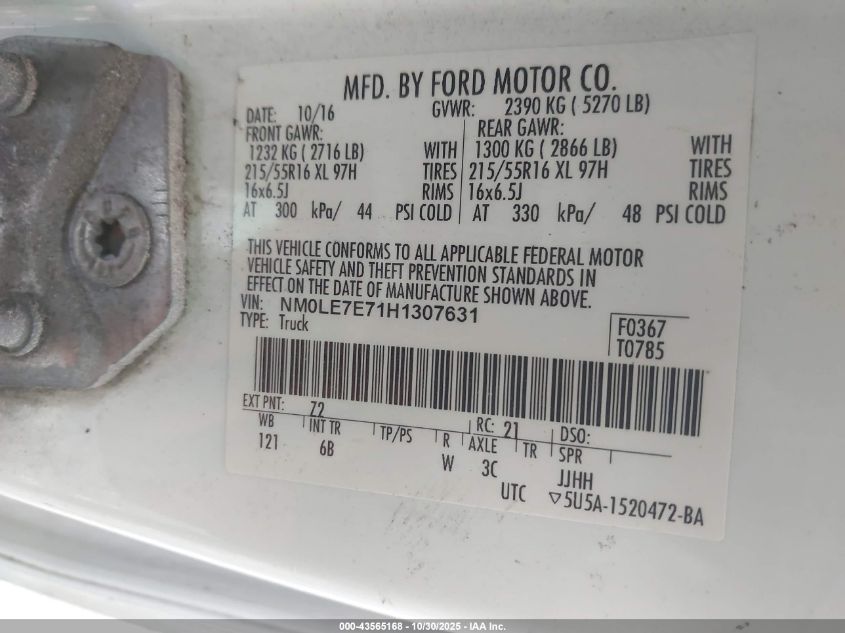 MFD. BY FORD MOTOR CO.
DATE: 10/16 GVWR: 2390 KG ( 5270 LB)
FRONT GAWR: REAR GAWR:
1232 KG ( 2716 LB) WITH 1300 KG ( 2866 LB) WITH
215/55R16 XL 97H TIRES 215/55R16 XL 97H TIRES
16x6.5J RIMS 16x6.5J RIMS
AT 300 kPa/ 44 PSI COLD AT 330 kPa/ 48 PSI COLD
THIS VEHICLE CONFORMS TO ALL APPLICABLE FEDERAL MOTOR
VEHICLE SAFETY AND THEFT PREVENTION STANDARDS IN
EFFECT ON THE DATE OF MANUFACTURE SHOWN ABOVE.
VIN: NM0LE7E71H1307631
TYPE: Truck
F0367
T0785
EXT PNT: Z2 RC: 21 DSO:
WB INT TR TP/PS R AXLE TR SPR
121 6B W 3C JJHH
UTC ▽5U5A-1520472-BA
000-43565168 - 10/30/2025 - IAA Inc.